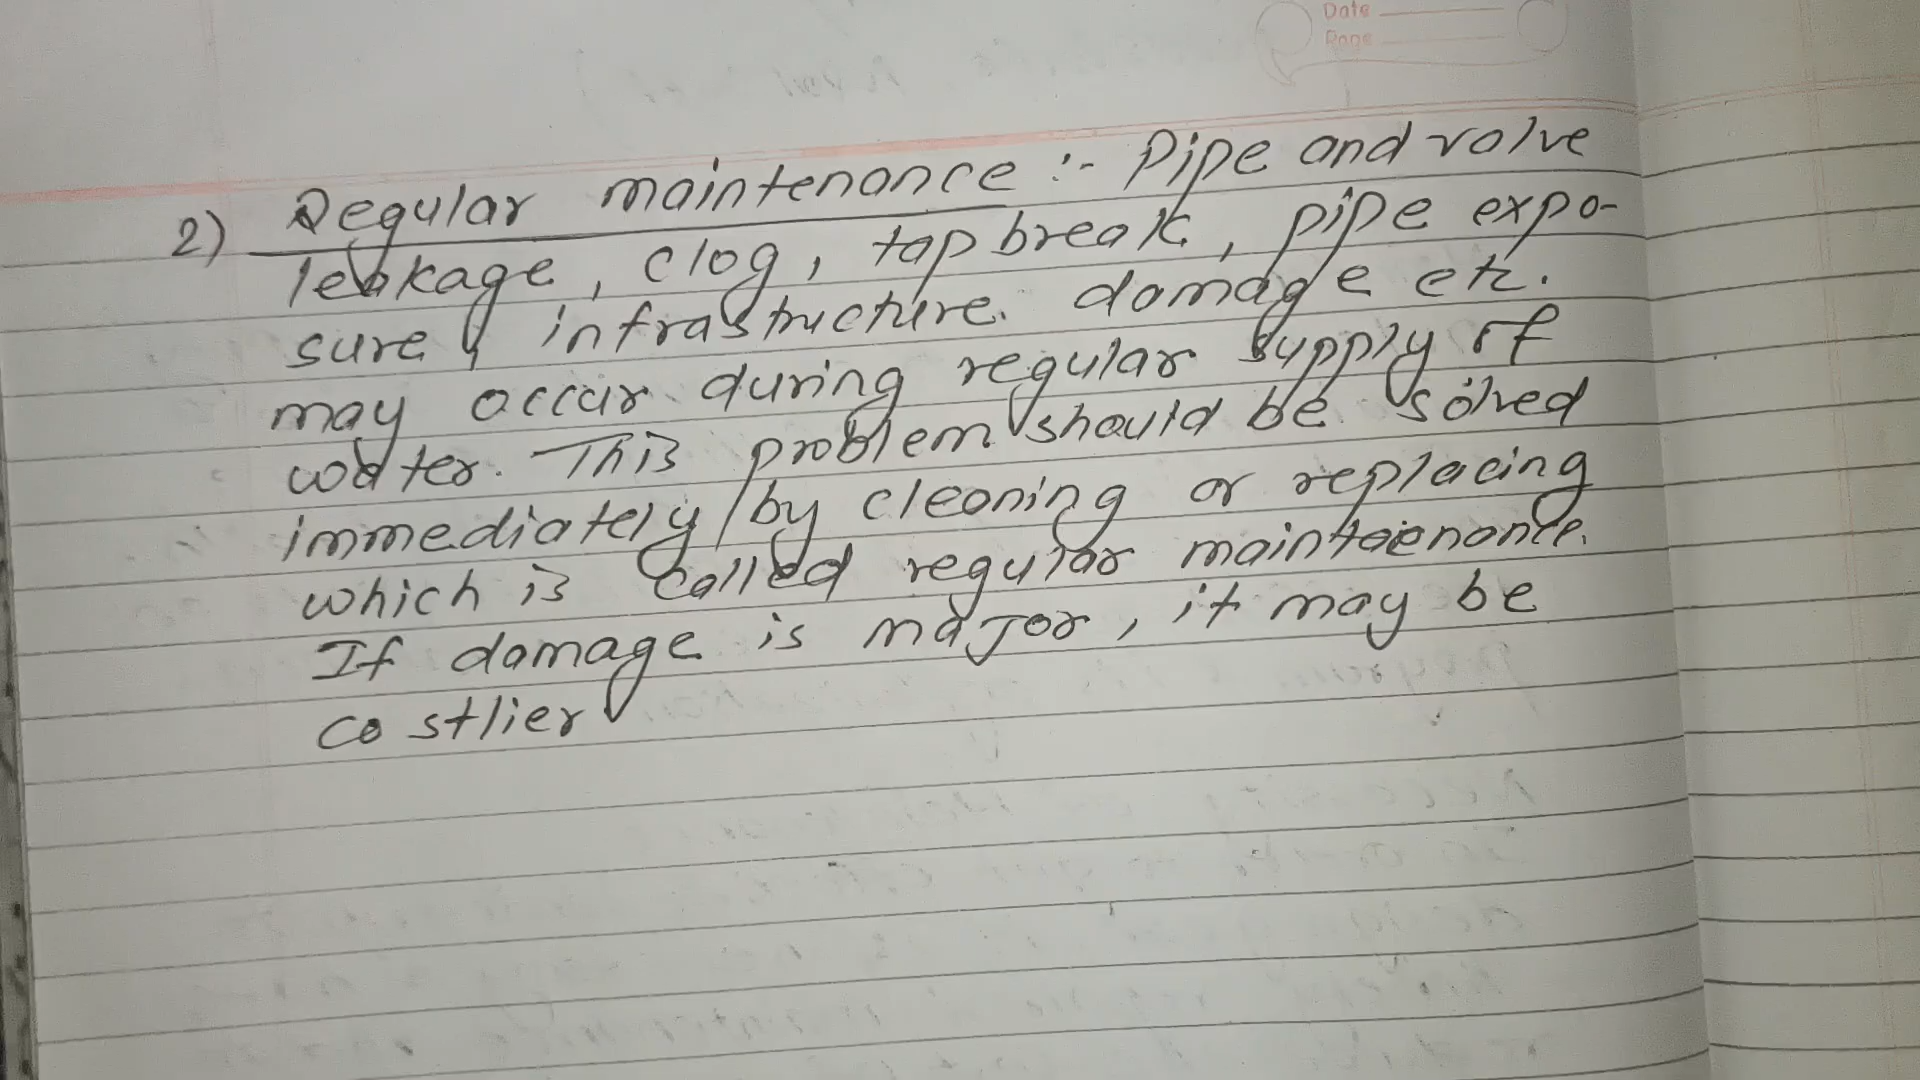 Date
Page
2) Regular maintenance :- Pipe and valve
leakage, clog, tap break, pipe expo-
sure, infrastructure damage etc.
may occur during regular supply of
water. This problem should be solved
immediately by cleaning or replacing
which is called regular maintenance.
If damage is major, it may be
costlier